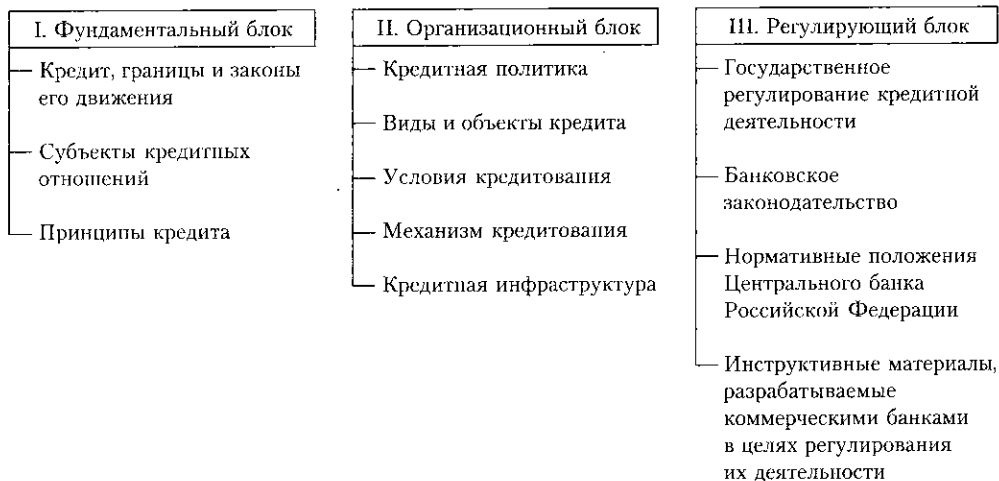 I. Фундаментальный блок
Кредит, границы и законы
его движения
Субъекты кредитных
отношений
Принципы кредита
II. Организационный блок
Кредитная политика
Виды и объекты кредита
Условия кредитования
Механизм кредитования
Кредитная инфраструктура
III. Регулирующий блок
Государственное
регулирование кредитной
деятельности
Банковское
законодательство
Нормативные положения
Центрального банка
Российской Федерации
Инструктивные материалы,
разрабатываемые
коммерческими банками
в целях регулирования
их деятельности